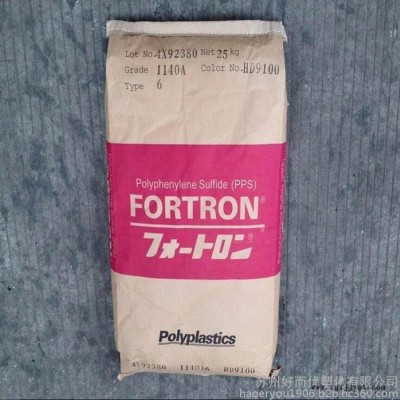 Lot No. 4X92380 Net 25kg
Grade 1140A Color No. HD9100
Type 6
Polyphenylene Sulfide (PPS)
FORTRON®
フォートロン®
Polyplastics
4X92380 1140A6 HD9100
苏州好而优塑化有限公司
haoeryou1906.b2b.hc360.com